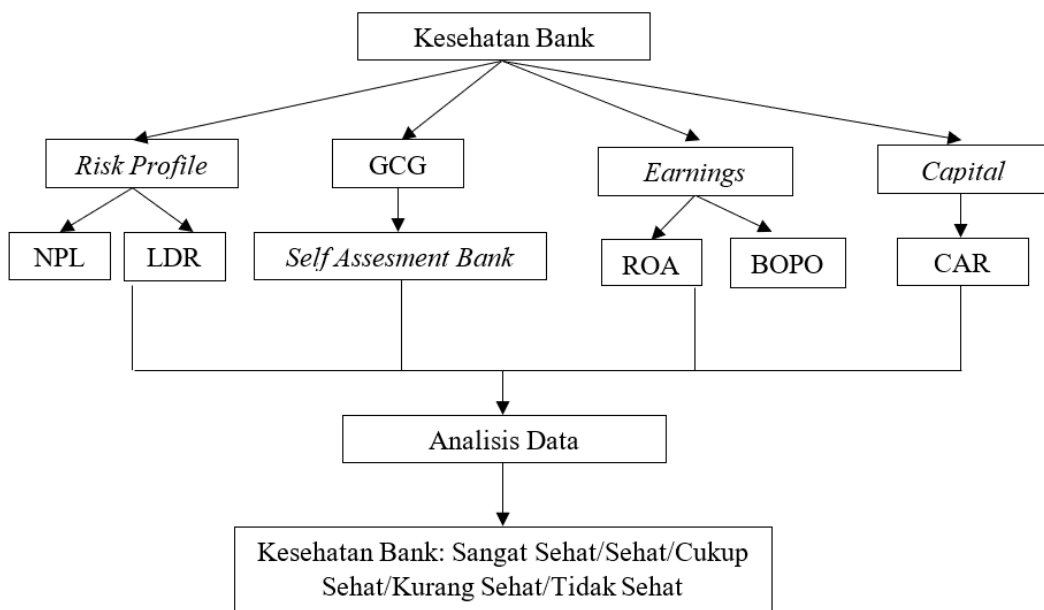 Kesehatan Bank
Risk Profile
GCG
Earnings
Capital
NPL
LDR
Self Assesment Bank
ROA
BOPO
CAR
Analisis Data
Kesehatan Bank: Sangat Sehat/Sehat/Cukup
Sehat/Kurang Sehat/Tidak Sehat